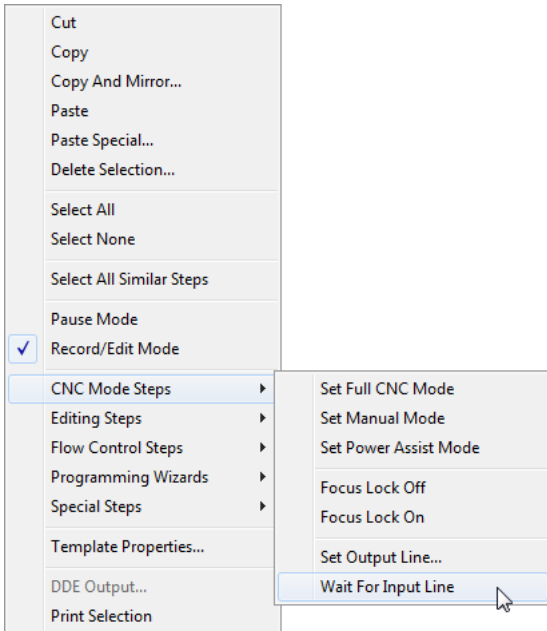 Cut
Copy
Copy And Mirror...
Paste
Paste Special...
Delete Selection...
Select All
Select None
Select All Similar Steps
Pause Mode
Record/Edit Mode
CNC Mode Steps
Editing Steps
Flow Control Steps
Programming Wizards
Special Steps
Template Properties...
DDE Output...
Print Selection
Set Full CNC Mode
Set Manual Mode
Set Power Assist Mode
Focus Lock Off
Focus Lock On
Set Output Line...
Wait For Input Line